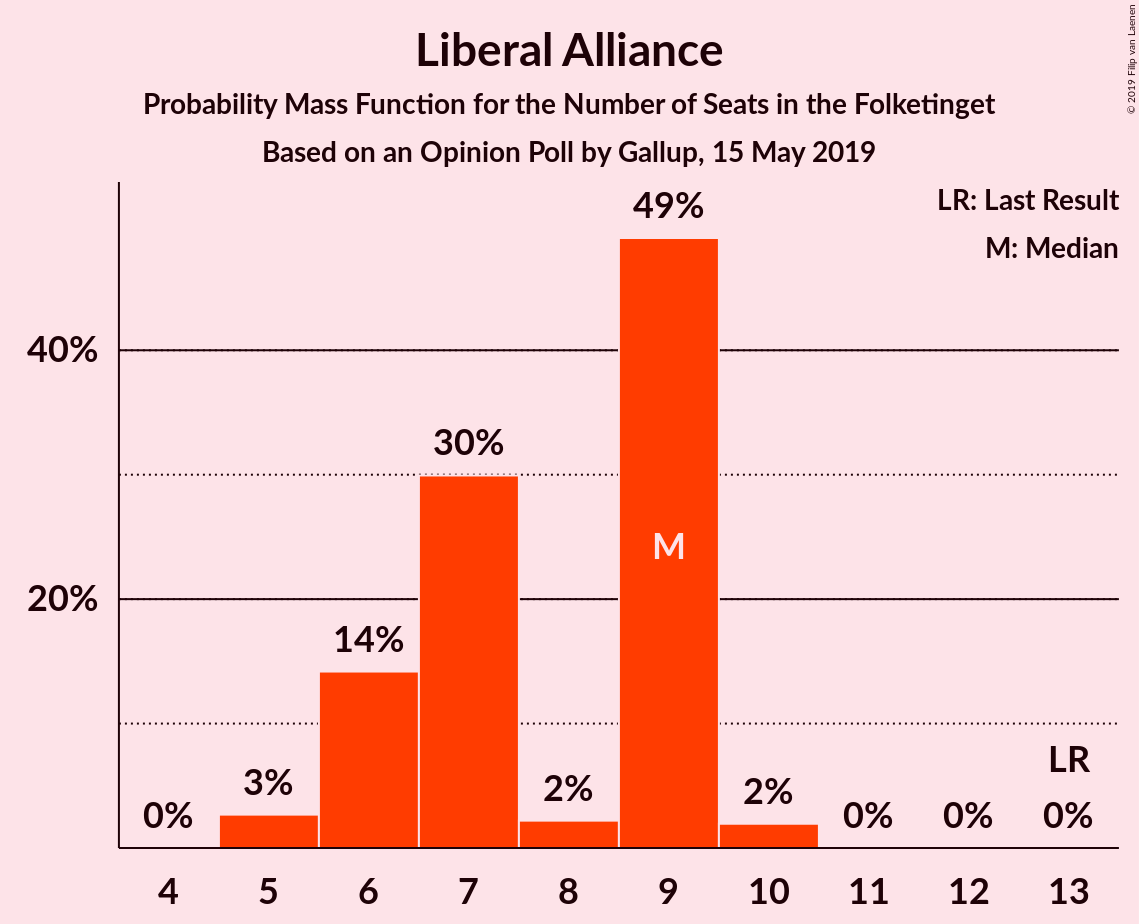 Liberal Alliance
Probability Mass Function for the Number of Seats in the Folketinget
Based on an Opinion Poll by Gallup, 15 May 2019
© 2019 Filip van Laenen
LR: Last Result
M: Median
40%
20%
0%
3%
14%
30%
2%
49%
M
2%
0%
0%
LR
0%
4 5 6 7 8 9 10 11 12 13